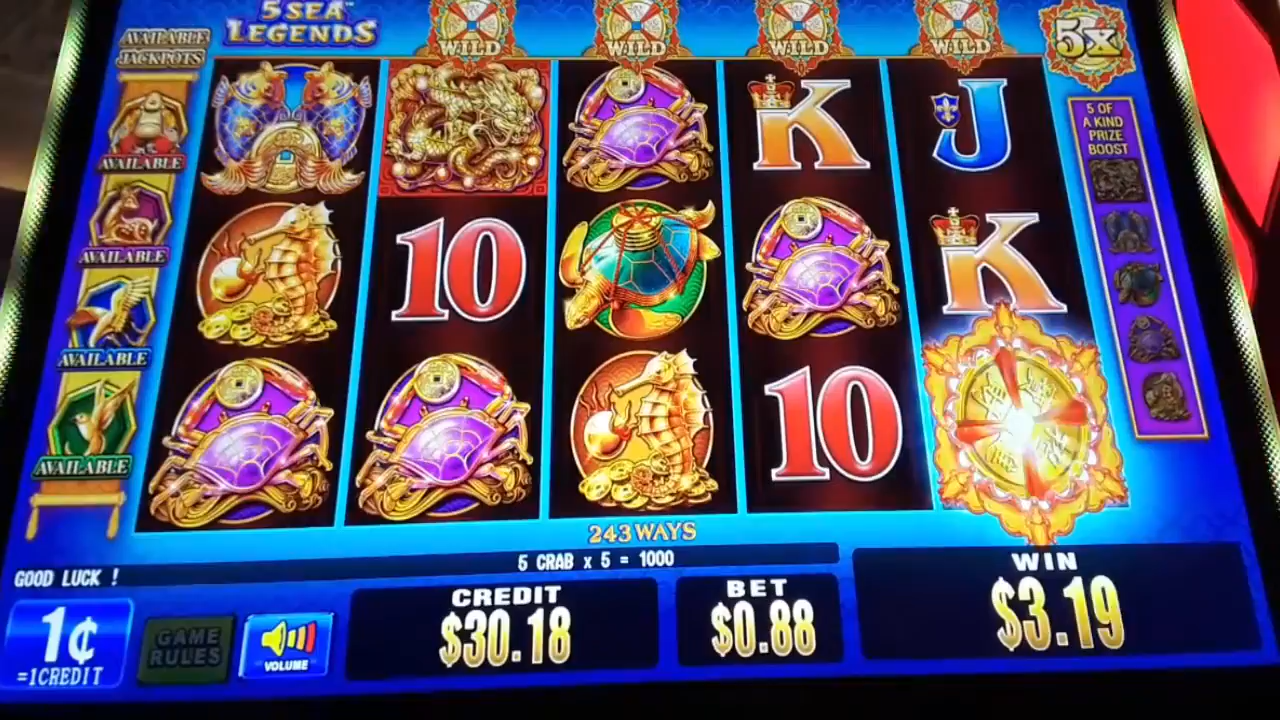 5 SEA™
LEGENDS
AVAILABLE
JACKPOTS
WILD
WILD
WILD
WILD
5X
K
J
5 OF
A KIND
PRIZE
BOOST
AVAILABLE
10
K
AVAILABLE
AVAILABLE
10
AVAILABLE
243 WAYS
5 CRAB x 5 = 1000
GOOD LUCK !
1¢
=1CREDIT
GAME
RULES
VOLUME
CREDIT
$30.18
BET
$0.88
WIN
$3.19